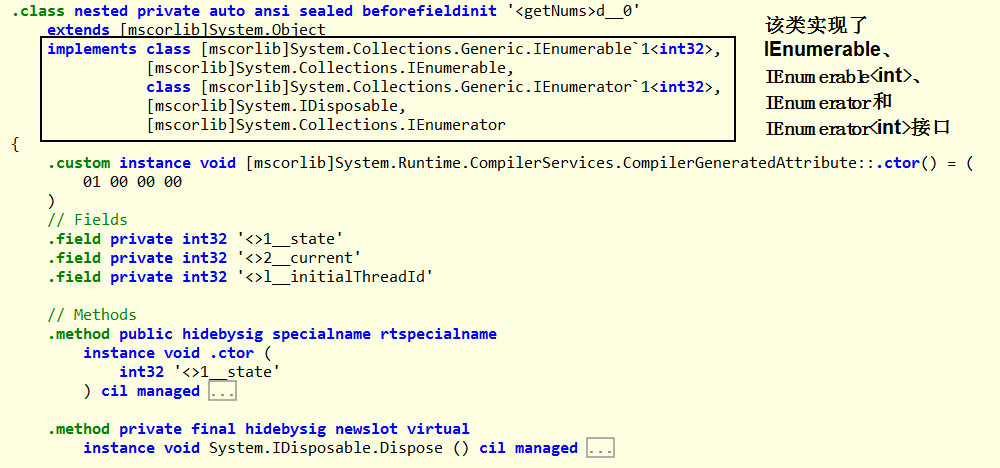 .class nested private auto ansi sealed beforefieldinit '<getNums>d__0'
extends [mscorlib]System.Object
implements class [mscorlib]System.Collections.Generic.IEnumerable`1<int32>,
[mscorlib]System.Collections.IEnumerable,
class [mscorlib]System.Collections.Generic.IEnumerator`1<int32>,
[mscorlib]System.IDisposable,
[mscorlib]System.Collections.IEnumerator
该类实现了
IEnumerable、
IEnumerable<int>、
IEnumerator和
IEnumerator<int>接口
{
.custom instance void [mscorlib]System.Runtime.CompilerServices.CompilerGeneratedAttribute::.ctor() = (
01 00 00 00
)
// Fields
.field private int32 '<>1__state'
.field private int32 '<>2__current'
.field private int32 '<>l__initialThreadId'
// Methods
.method public hidebysig specialname rtspecialname
instance void .ctor (
int32 '<>1__state'
) cil managed ...
.method private final hidebysig newslot virtual
instance void System.IDisposable.Dispose () cil managed ...